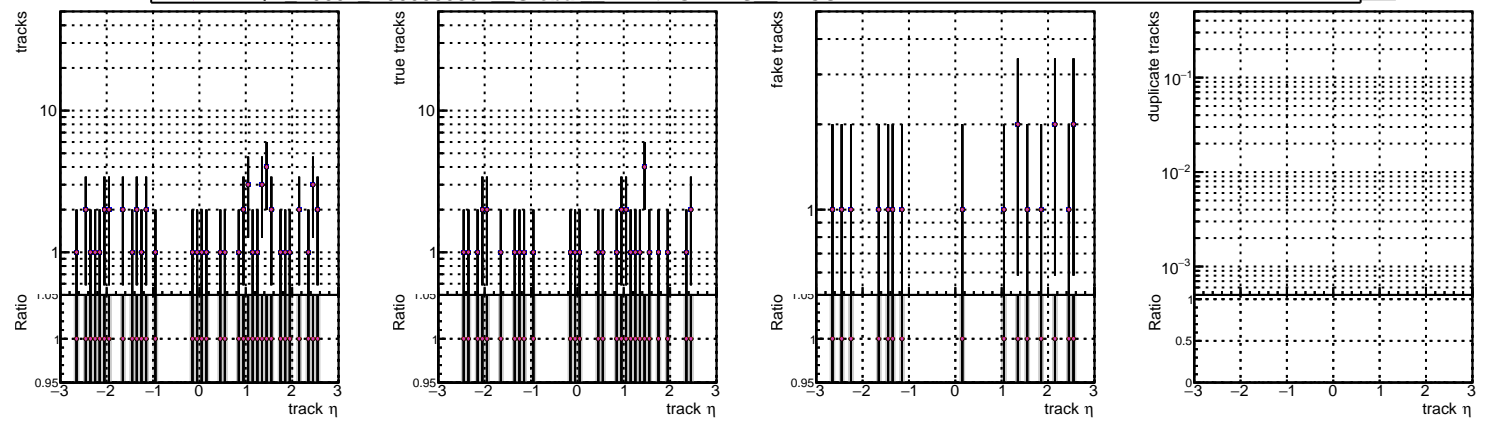 tracks
10
1
1.05
Ratio
1
0.95
−3 −2 −1 0 1 2 3
track η
true tracks
10
1
1.05
Ratio
1
0.95
−3 −2 −1 0 1 2 3
track η
fake tracks
1
1.05
Ratio
1
0.95
−3 −2 −1 0 1 2 3
track η
duplicate tracks
10⁻¹
10⁻²
10⁻³
Ratio
1
0.5
0
−3 −2 −1 0 1 2 3
track η